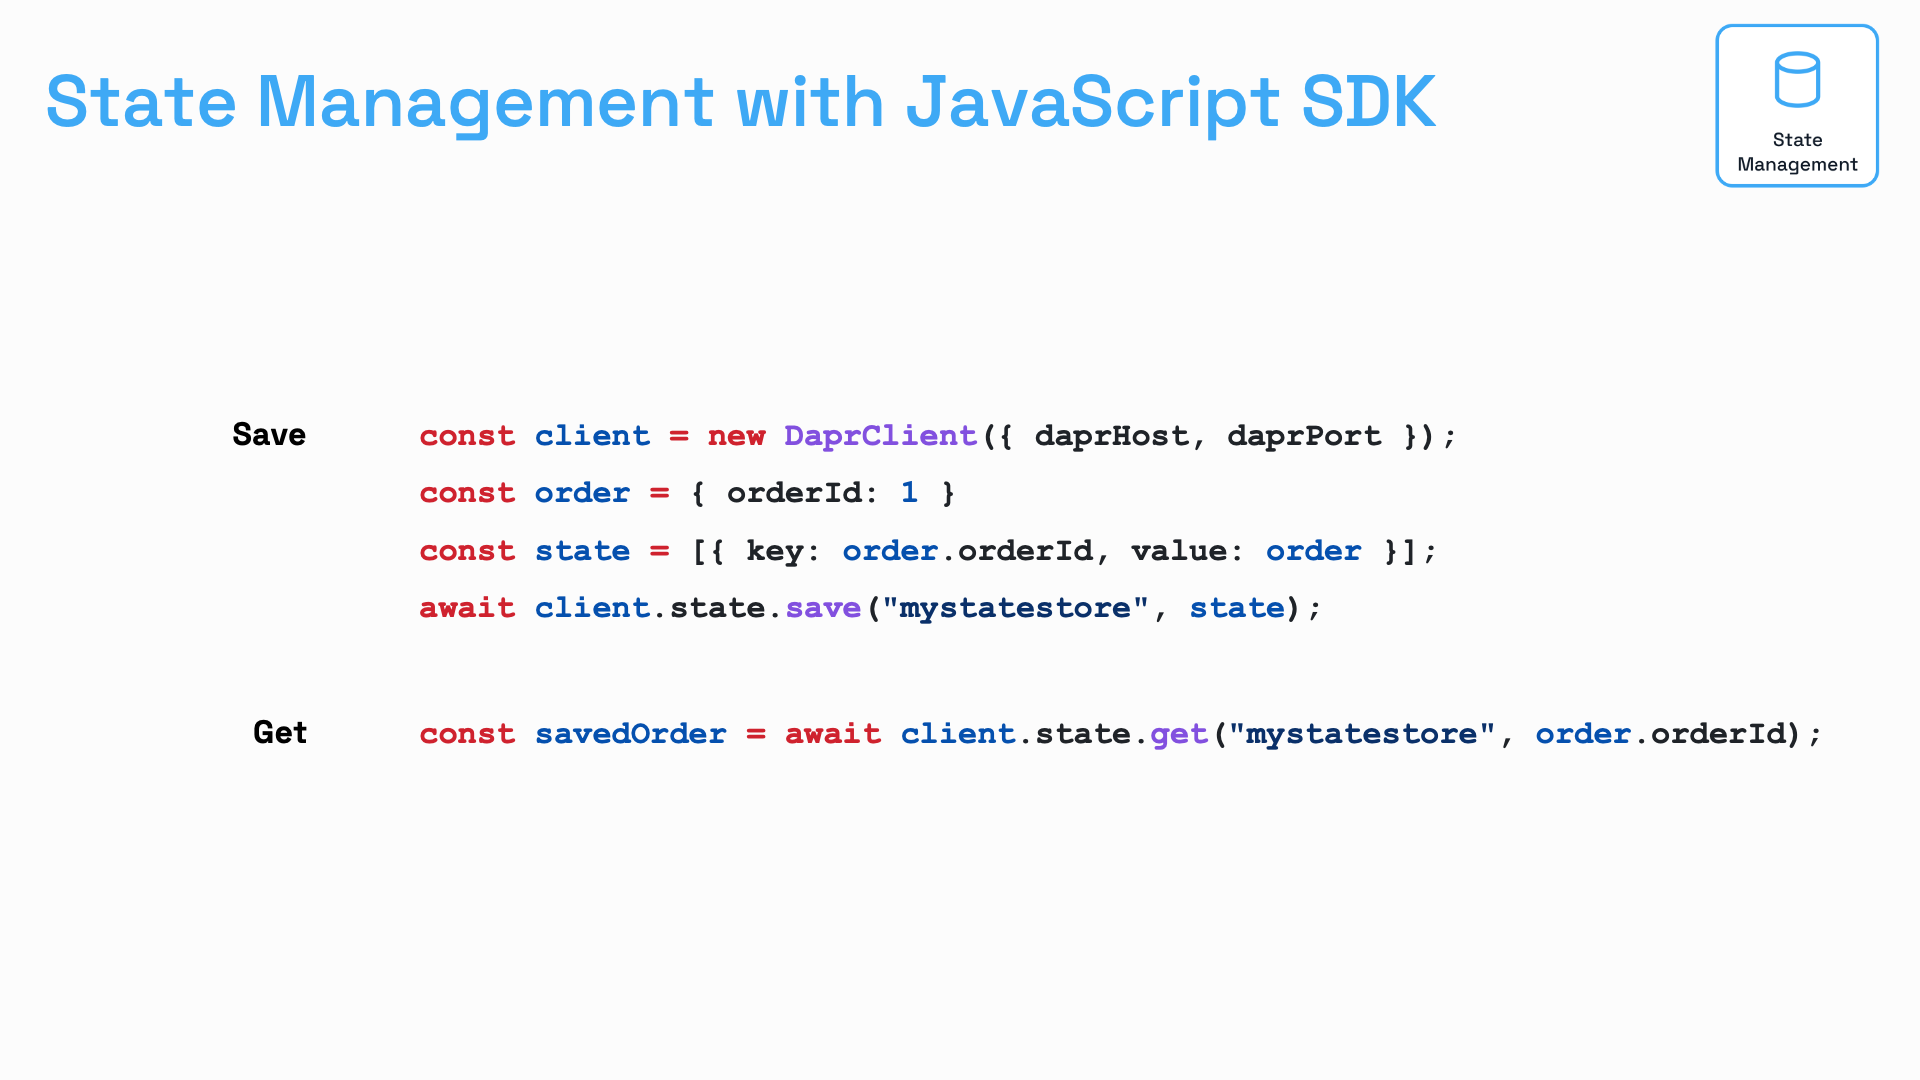 State Management with JavaScript SDK
State
Management
Save
const client = new DaprClient({ daprHost, daprPort });
const order = { orderId: 1 }
const state = [{ key: order.orderId, value: order }];
await client.state.save("mystatestore", state);
Get
const savedOrder = await client.state.get("mystatestore", order.orderId);